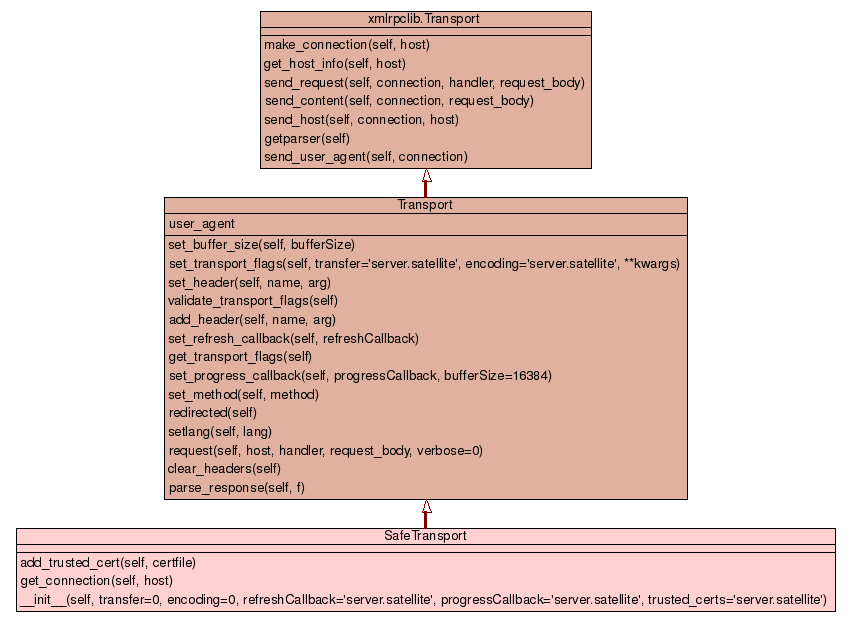 xmlrpclib.Transport
make_connection(self, host)
get_host_info(self, host)
send_request(self, connection, handler, request_body)
send_content(self, connection, request_body)
send_host(self, connection, host)
getparser(self)
send_user_agent(self, connection)
Transport
user_agent
set_buffer_size(self, bufferSize)
set_transport_flags(self, transfer='server.satellite', encoding='server.satellite', **kwargs)
set_header(self, name, arg)
validate_transport_flags(self)
add_header(self, name, arg)
set_refresh_callback(self, refreshCallback)
get_transport_flags(self)
set_progress_callback(self, progressCallback, bufferSize=16384)
set_method(self, method)
redirected(self)
setlang(self, lang)
request(self, host, handler, request_body, verbose=0)
clear_headers(self)
parse_response(self, f)
SafeTransport
add_trusted_cert(self, certfile)
get_connection(self, host)
__init__(self, transfer=0, encoding=0, refreshCallback='server.satellite', progressCallback='server.satellite', trusted_certs='server.satellite')